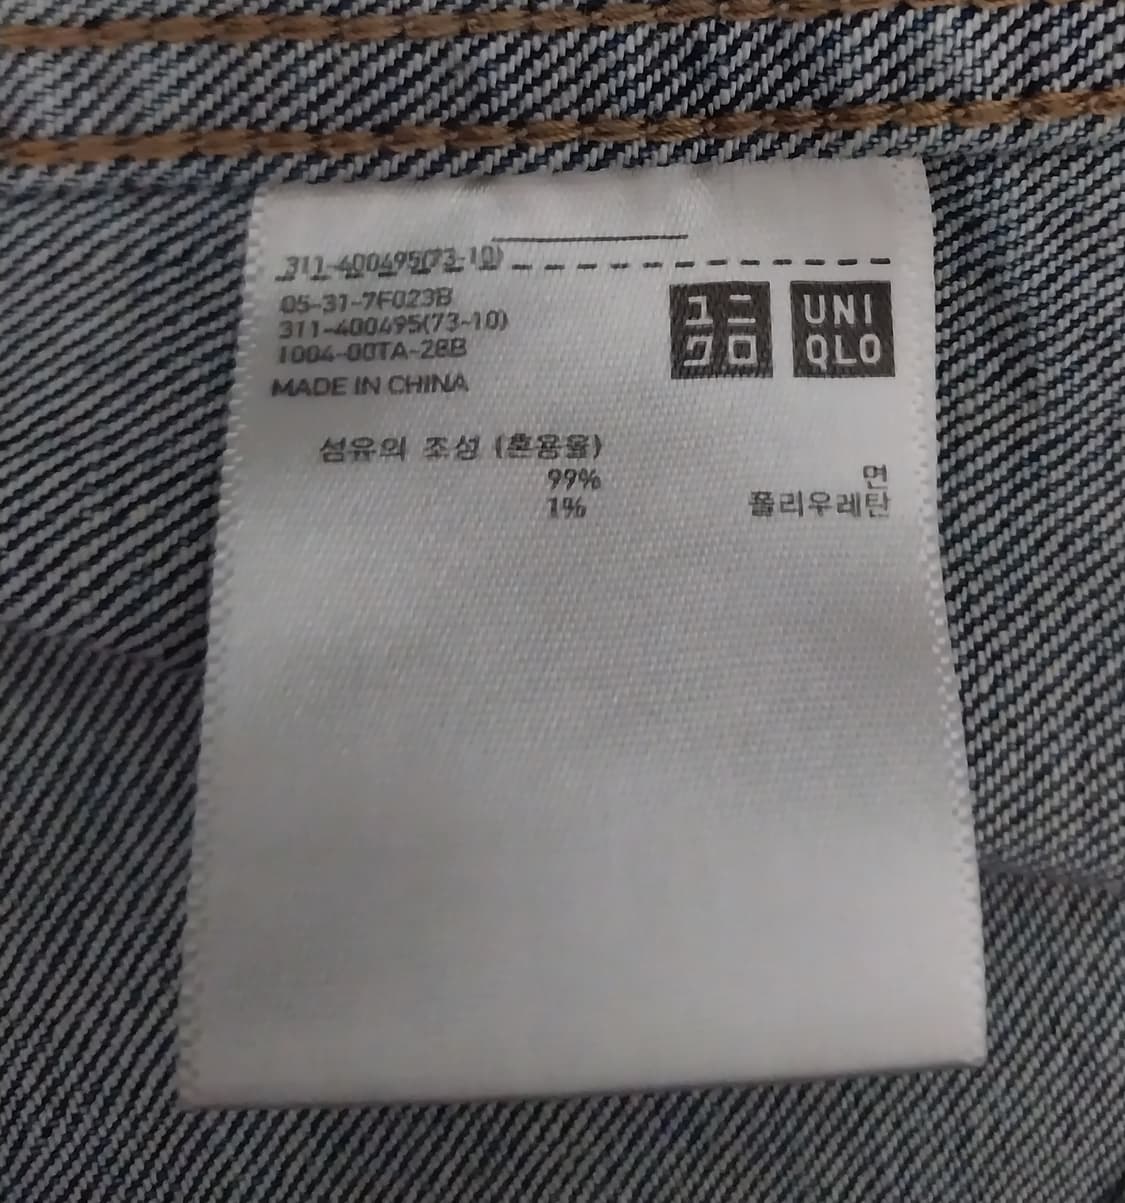 311-400495(73-10)
05-31-7F023B
311-400495(73-10)
1004-00TA-28B
MADE IN CHINA
ユニ
クロ
UNI
QLO
섬유의 조성 (혼용율)
99% 면
1% 폴리우레탄